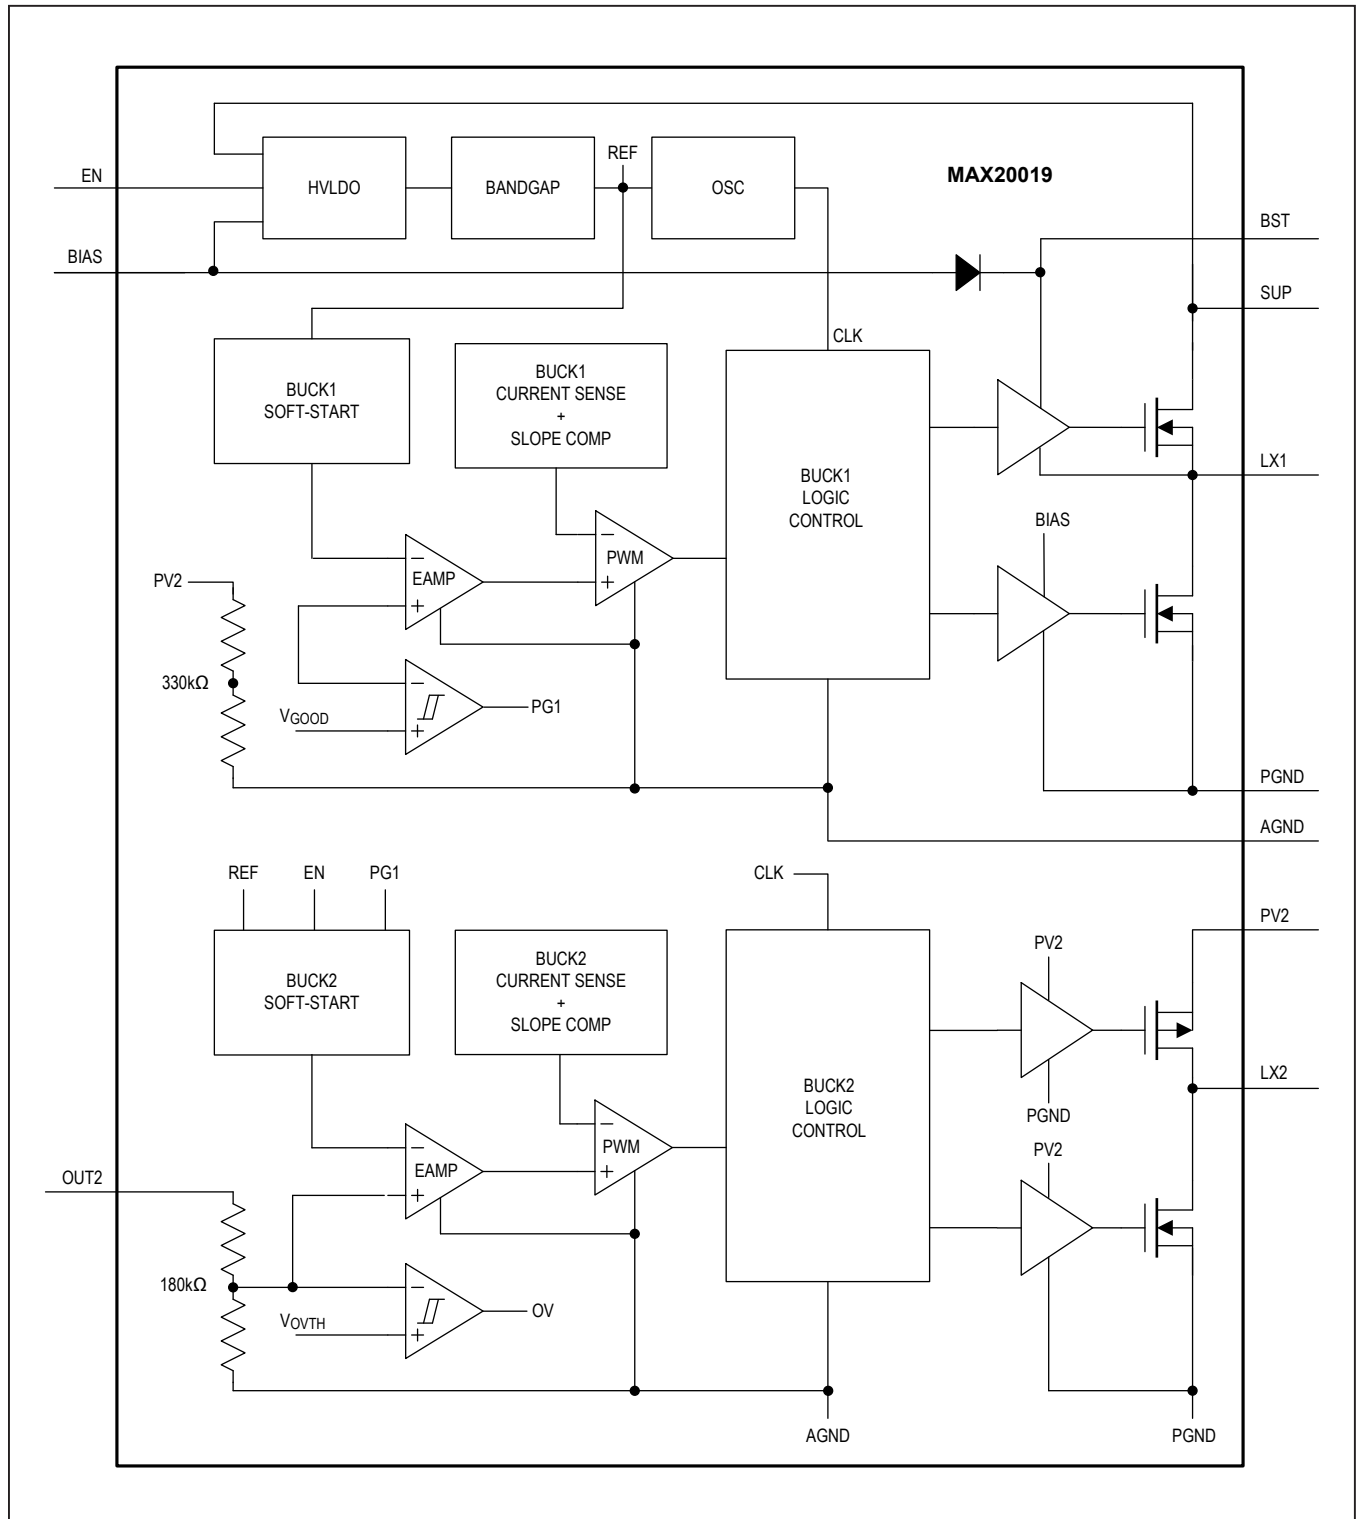 REF
MAX20019
EN
HVLDO
BANDGAP
OSC
BST
BIAS
SUP
CLK
BUCK1
SOFT-START
BUCK1
CURRENT SENSE
+
SLOPE COMP
BUCK1
LOGIC
CONTROL
LX1
BIAS
−
PWM
+
−
EAMP
+
PV2
330kΩ
−
+
VGOOD
PG1
PGND
AGND
REF
EN
PG1
CLK
PV2
BUCK2
SOFT-START
BUCK2
CURRENT SENSE
+
SLOPE COMP
PV2
BUCK2
LOGIC
CONTROL
LX2
PGND
PV2
−
PWM
+
−
EAMP
+
OUT2
180kΩ
−
+
VOVTH
OV
AGND
PGND